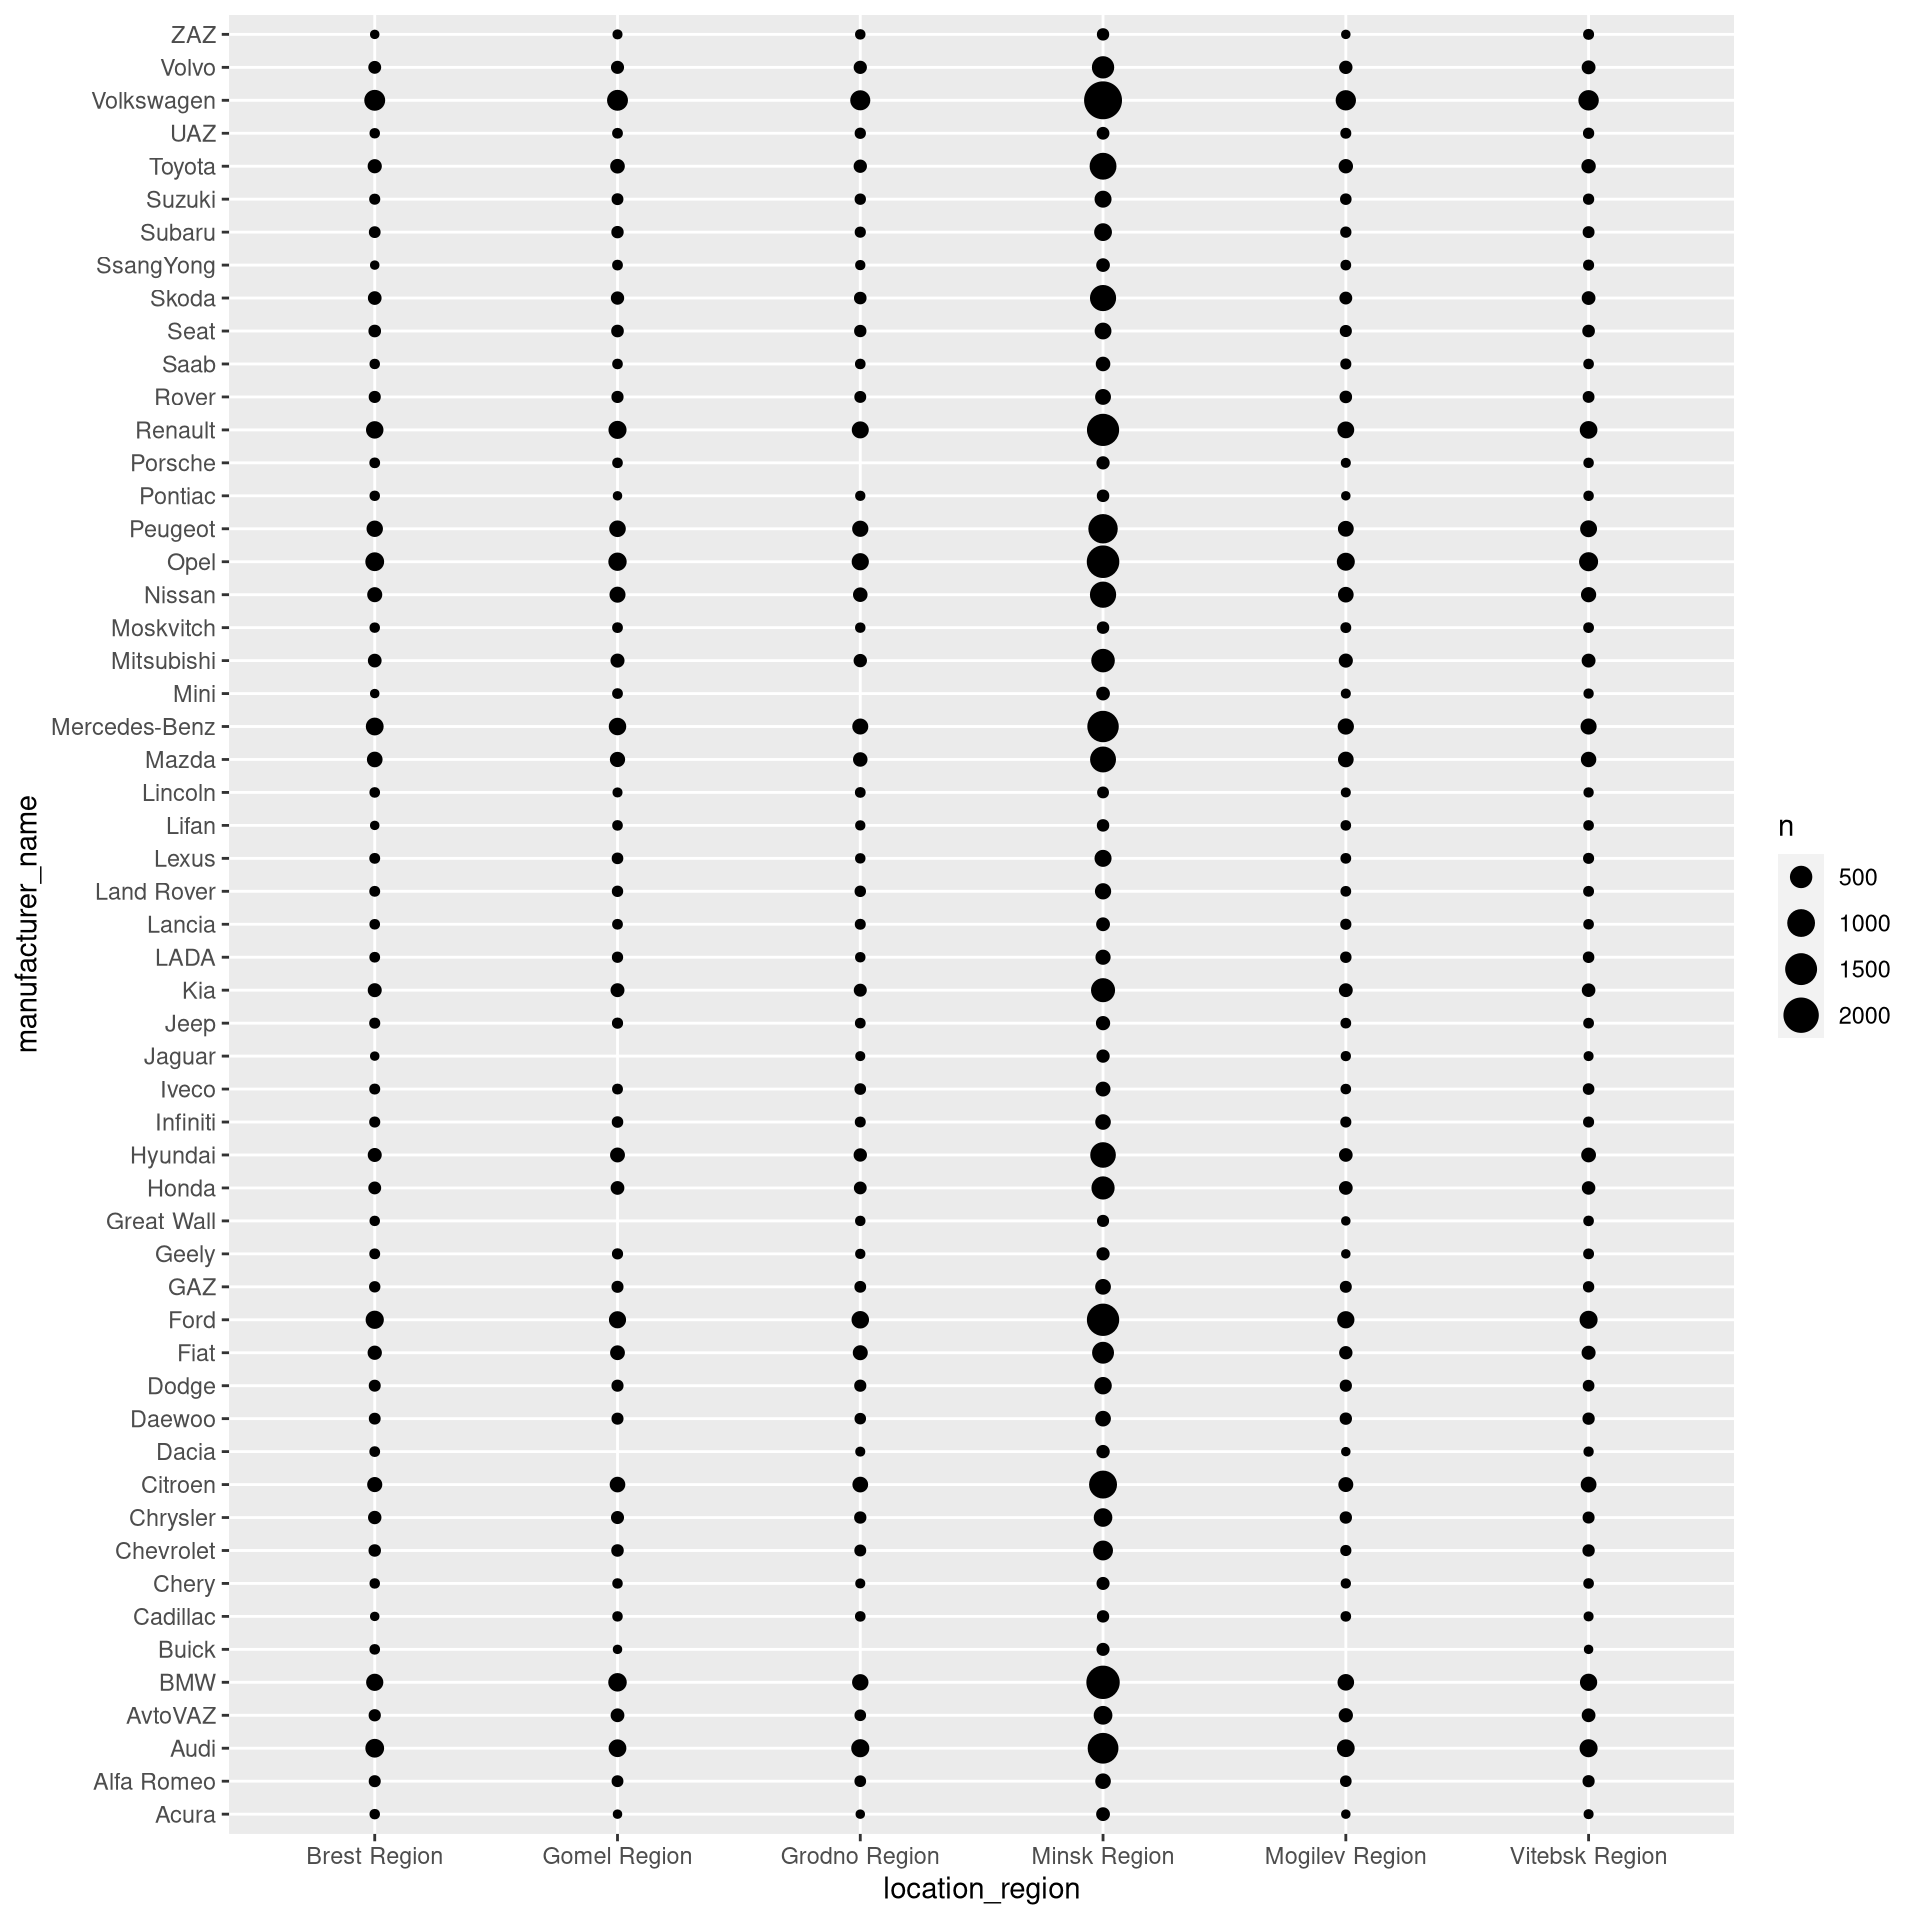 manufacturer_name
ZAZ
Volvo
Volkswagen
UAZ
Toyota
Suzuki
Subaru
SsangYong
Skoda
Seat
Saab
Rover
Renault
Porsche
Pontiac
Peugeot
Opel
Nissan
Moskvitch
Mitsubishi
Mini
Mercedes-Benz
Mazda
Lincoln
Lifan
Lexus
Land Rover
Lancia
LADA
Kia
Jeep
Jaguar
Iveco
Infiniti
Hyundai
Honda
Great Wall
Geely
GAZ
Ford
Fiat
Dodge
Daewoo
Dacia
Citroen
Chrysler
Chevrolet
Chery
Cadillac
Buick
BMW
AvtoVAZ
Audi
Alfa Romeo
Acura
Brest Region Gomel Region Grodno Region Minsk Region Mogilev Region Vitebsk Region
location_region
n
500
1000
1500
2000